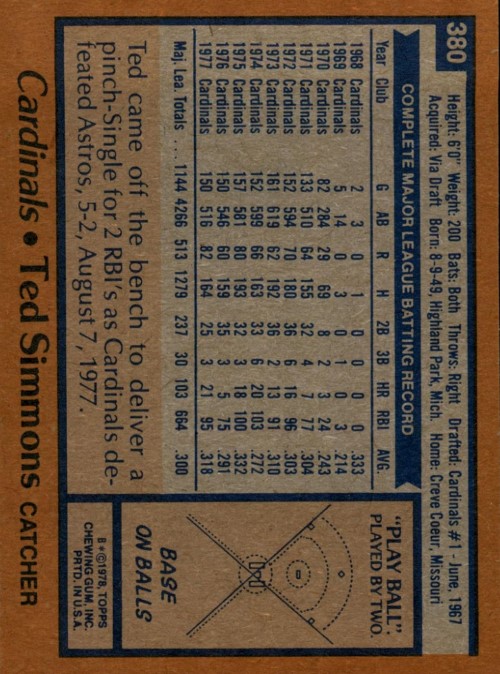 380
Height: 6'0" Weight: 200 Bats: Both Throws: Right Drafted: Cardinals #1-June, 1967
Acquired: Via Draft Born: 8-9-49, Highland Park, Mich. Home: Creve Coeur, Missouri
COMPLETE MAJOR LEAGUE BATTING RECORD
Year Club G AB R H 2B 3B HR RBI AVG.
1968 Cardinals 2 3 0 1 0 0 0 0 .333
1969 Cardinals 5 14 0 3 0 1 0 3 .214
1970 Cardinals 82 284 29 69 8 2 3 24 .243
1971 Cardinals 133 510 64 155 32 4 7 77 .304
1972 Cardinals 152 594 70 180 36 6 16 96 .303
1973 Cardinals 161 619 62 192 36 2 13 91 .310
1974 Cardinals 152 599 66 163 33 6 20 103 .272
1975 Cardinals 157 581 80 193 32 3 18 100 .332
1976 Cardinals 150 546 60 159 35 3 5 75 .291
1977 Cardinals 150 516 82 164 25 3 21 95 .318
Maj. Lea. Totals ... 1144 4266 513 1279 237 30 103 664 .300
Ted came off the bench to deliver a
pinch-Single for 2 RBI's as Cardinals de-
feated Astros, 5-2, August 7, 1977.
"PLAY BALL".
PLAYED BY TWO.
BASE
ON BALLS
B*©1978 TOPPS
CHEWING GUM, INC.
PRTD. IN U.S.A.
Cardinals • Ted Simmons CATCHER